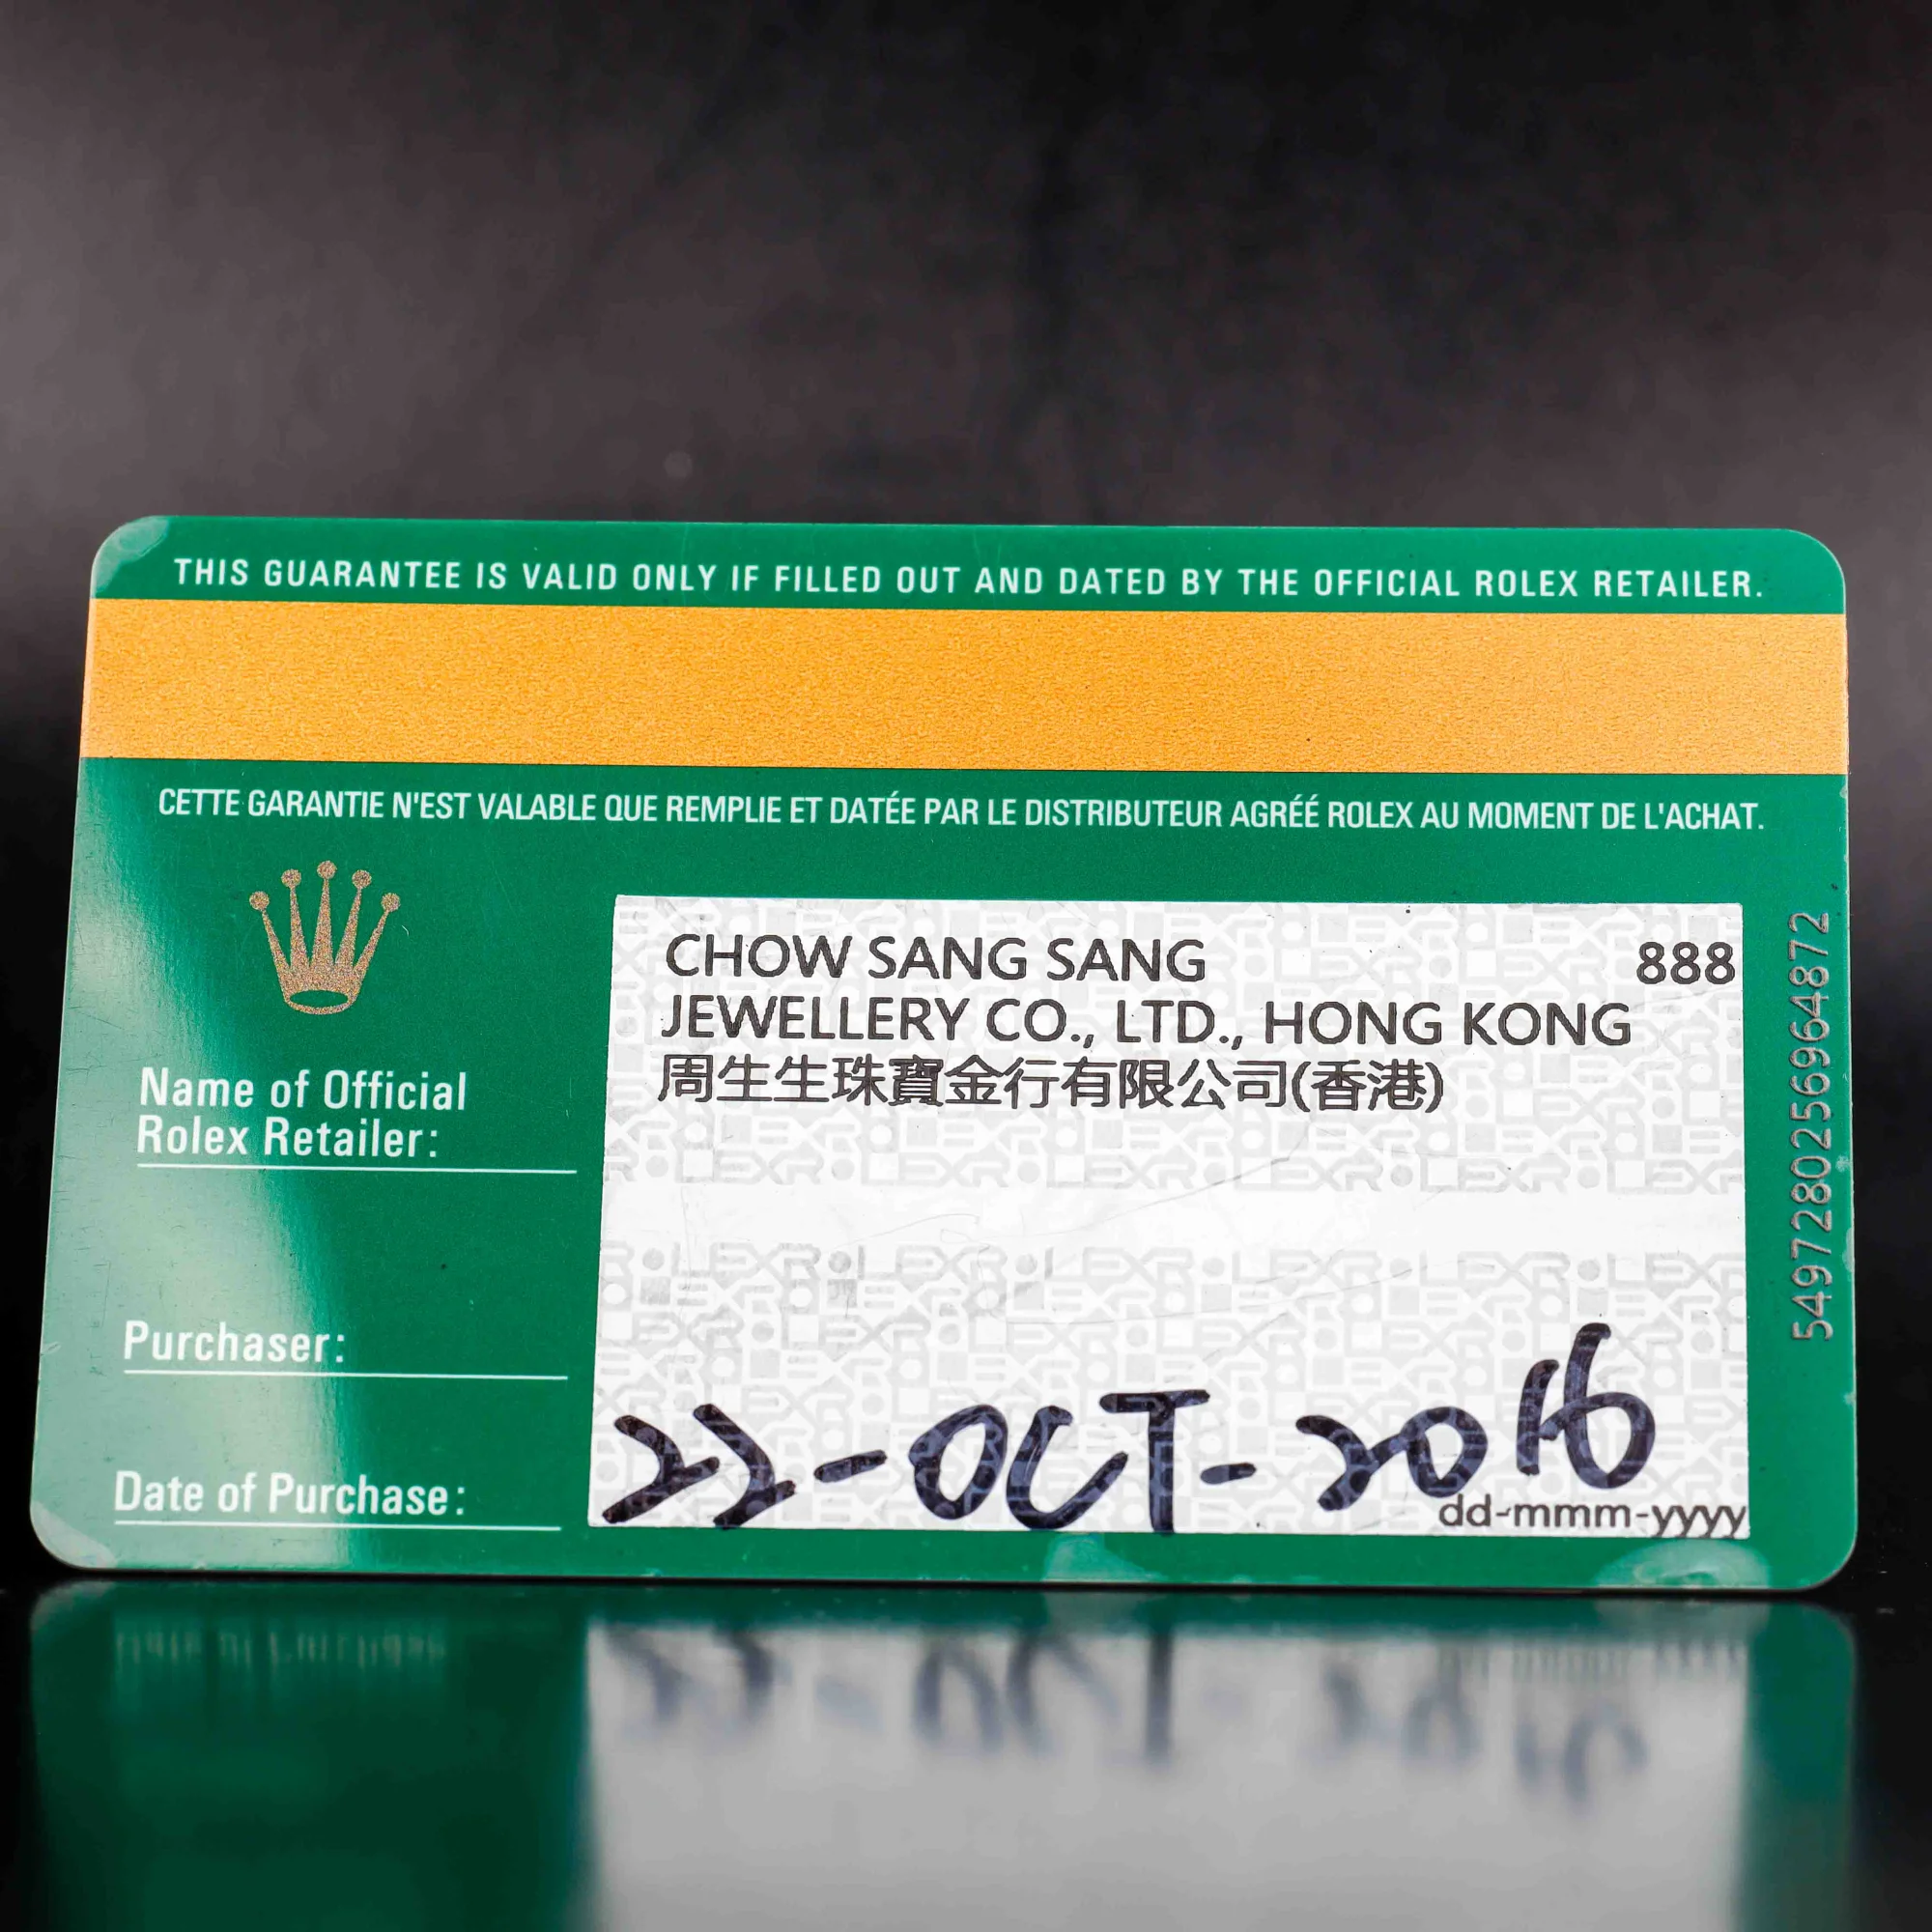 THIS GUARANTEE IS VALID ONLY IF FILLED OUT AND DATED BY THE OFFICIAL ROLEX RETAILER.
CETTE GARANTIE N'EST VALABLE QUE REMPLIE ET DATÉE PAR LE DISTRIBUTEUR AGRÉÉ ROLEX AU MOMENT DE L'ACHAT.
CHOW SANG SANG 888
JEWELLERY CO., LTD., HONG KONG
周生生珠寶金行有限公司(香港)
Name of Official
Rolex Retailer:
Purchaser:
Date of Purchase:
22-OCT-2016
dd-mmm-yyyy
5497280256964872